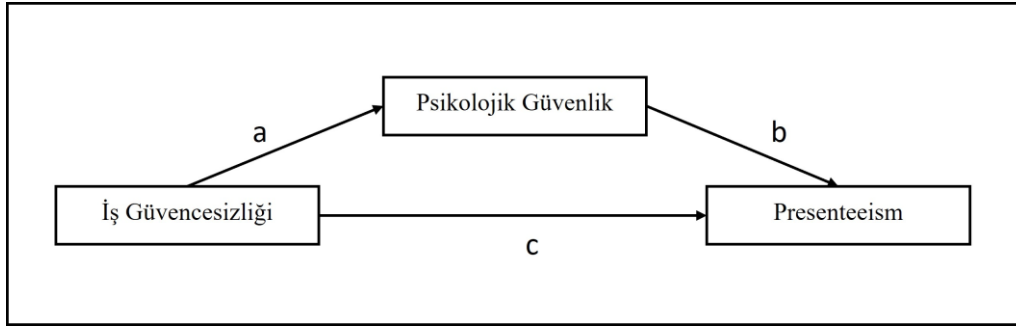 Psikolojik Güvenlik
a
b
İş Güvencesizliği
Presenteeism
c